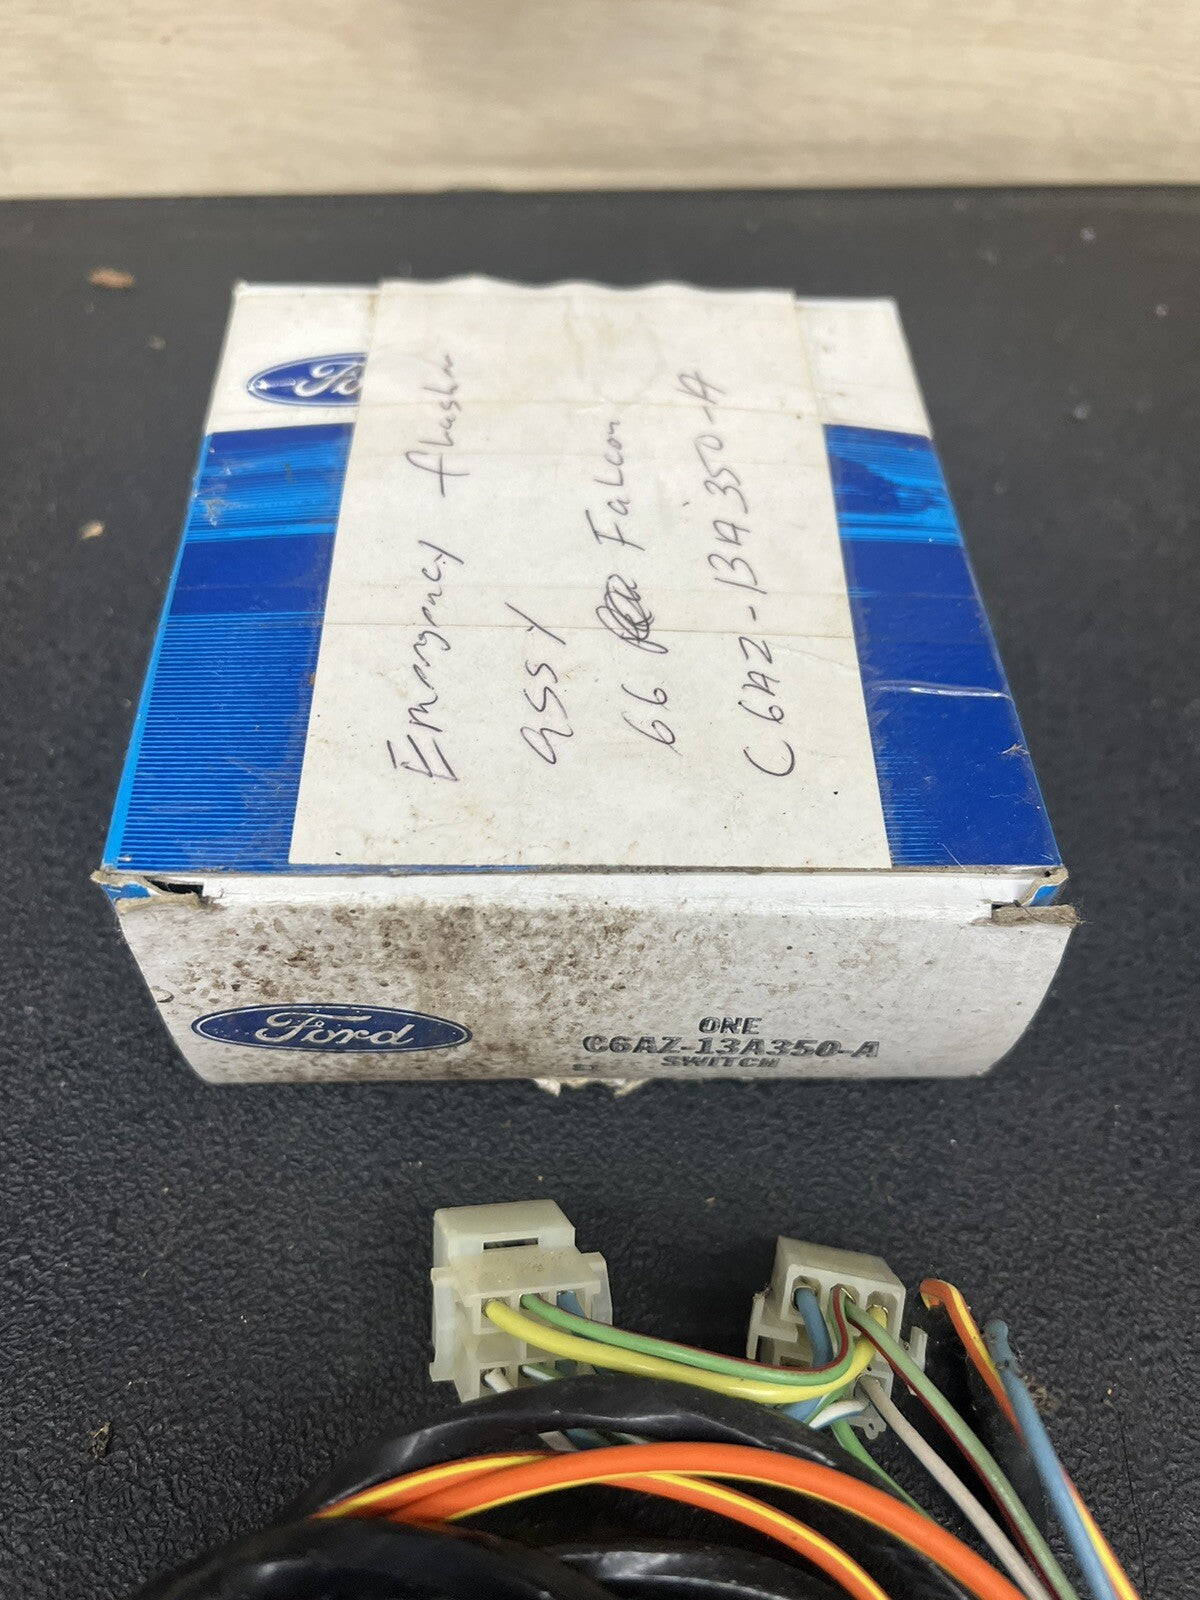 Ford
Emergency flasher
assy
66 Falcon
C6AZ-13A350-A
Ford
ONE
C6AZ-13A350-A
SWITCH